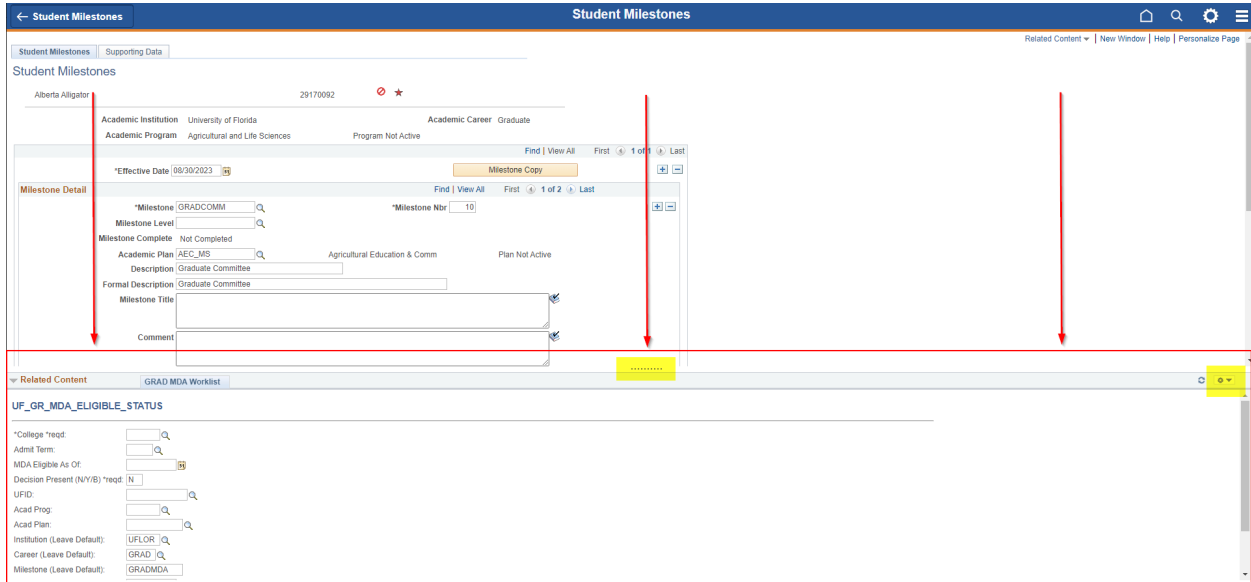 ← Student Milestones
Student Milestones
Related Content | New Window | Help | Personalize Page
Student Milestones Supporting Data
Student Milestones
Alberta Alligator 29170092
Academic Institution University of Florida Academic Career Graduate
Academic Program Agricultural and Life Sciences Program Not Active
Find | View All First 1 of 1 Last
*Effective Date 08/30/2023 31 Milestone Copy
Milestone Detail Find | View All First 1 of 2 Last
*Milestone GRADCOMM *Milestone Nbr 10
Milestone Level
Milestone Complete Not Completed
Academic Plan AEC_MS Agricultural Education & Comm Plan Not Active
Description Graduate Committee
Formal Description Graduate Committee
Milestone Title
Comment
Related Content GRAD MDA Worklist
UF_GR_MDA_ELIGIBLE_STATUS
*College *reqd:
Admit Term:
MDA Eligible As Of: 31
Decision Present (N/Y/B) *reqd: N
UFID:
Acad Prog:
Acad Plan:
Institution (Leave Default): UFLOR
Career (Leave Default): GRAD
Milestone (Leave Default): GRADMDA